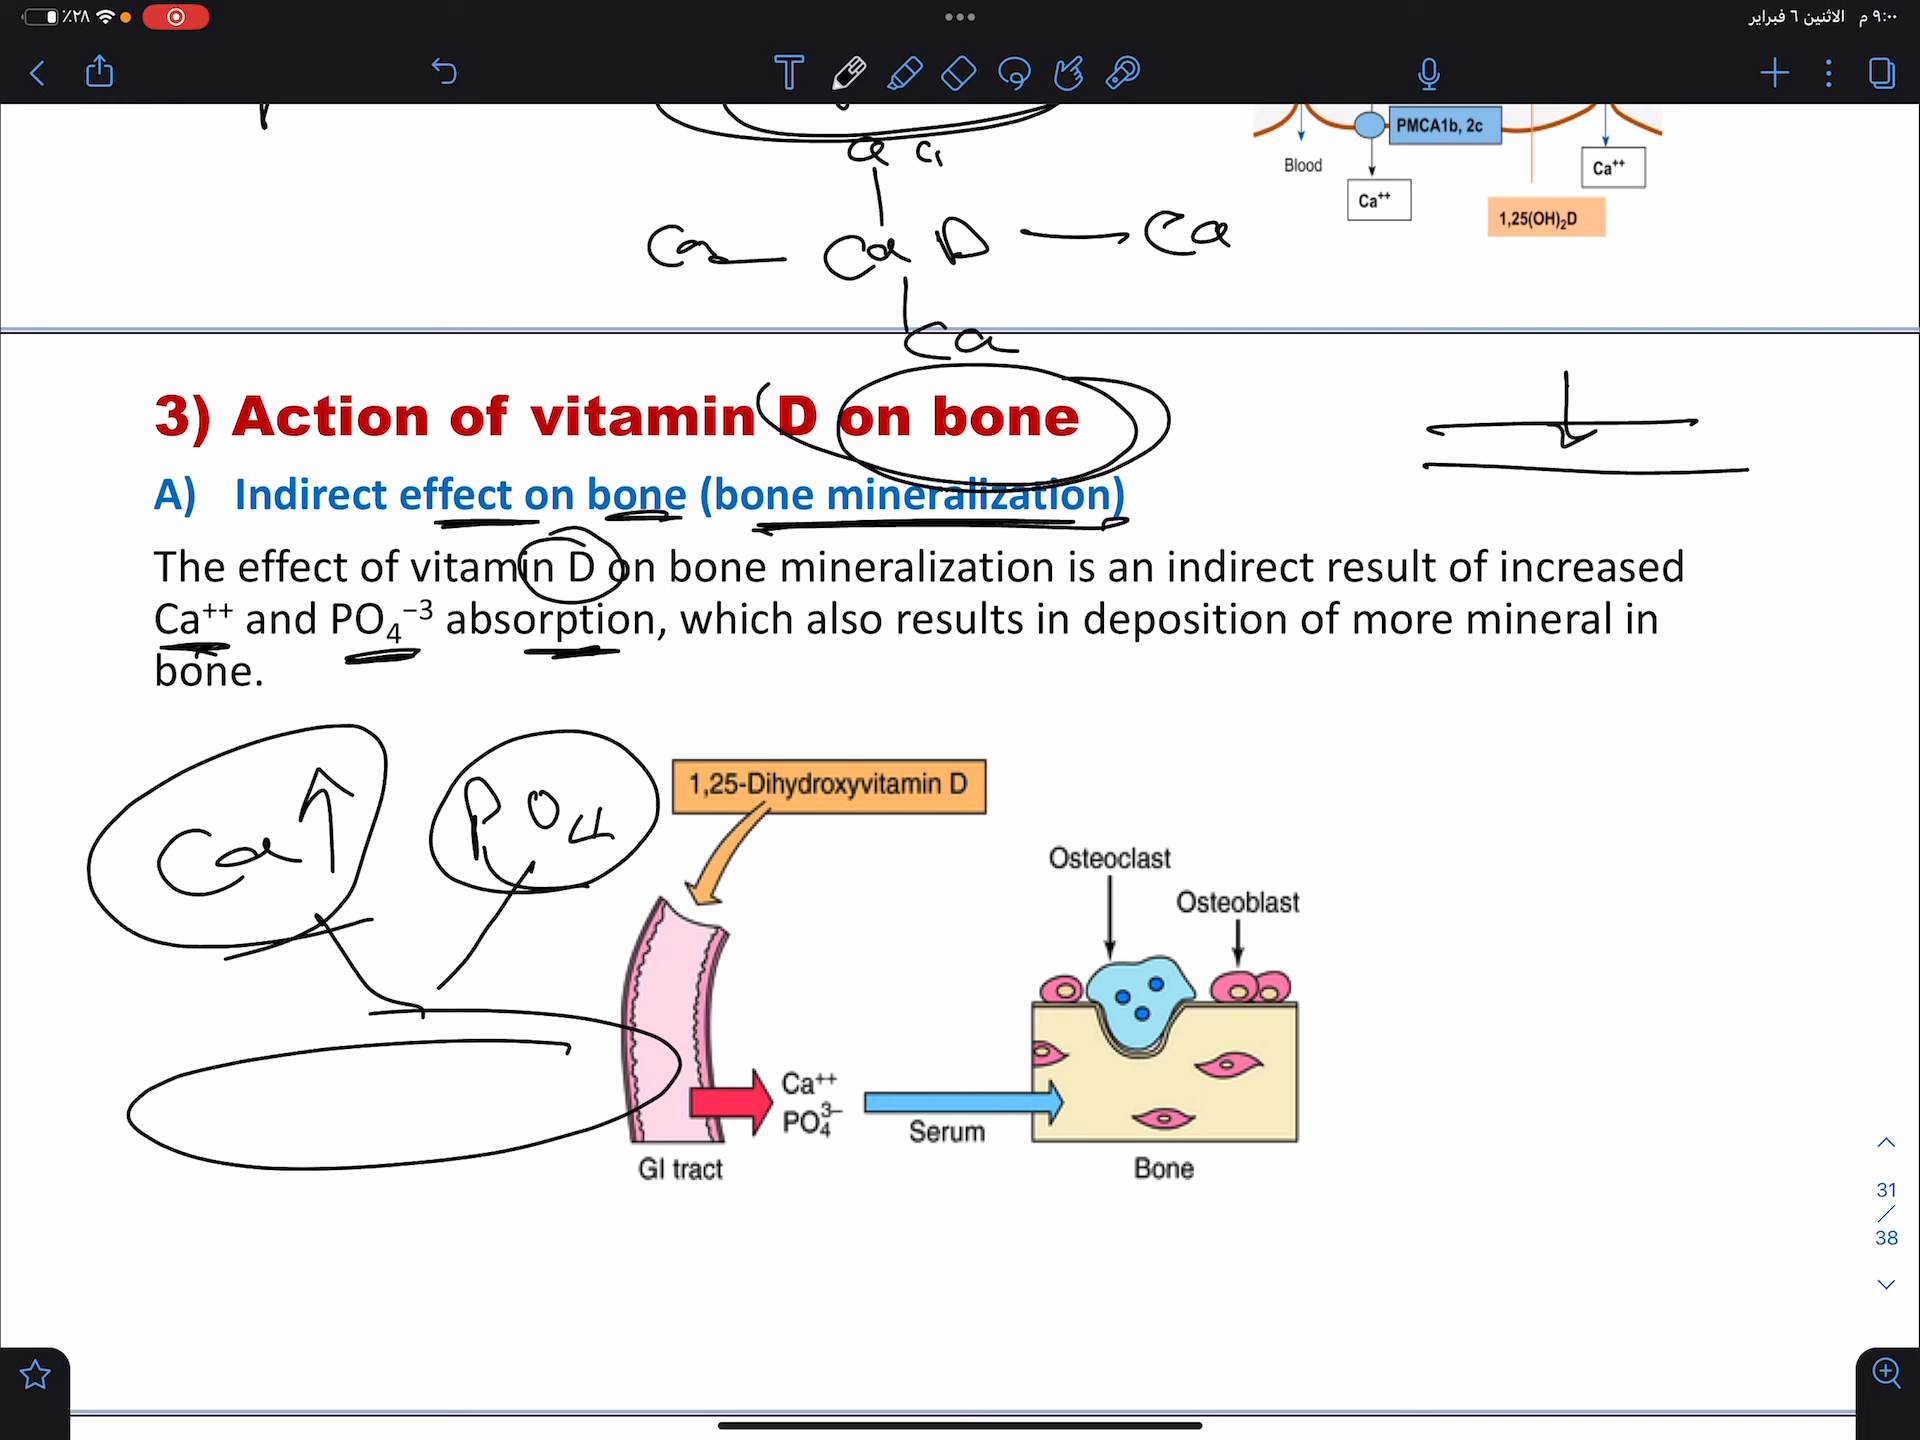 ٪٢٨
٩:٠٠ م الاثنين ٦ فبراير
PMCA1b, 2c
Blood
Ca⁺⁺
Ca⁺⁺
1,25(OH)₂D
Ca D — Ca
Ca
3) Action of vitamin D on bone
A) Indirect effect on bone (bone mineralization)
The effect of vitamin D on bone mineralization is an indirect result of increased
Ca⁺⁺ and PO₄⁻³ absorption, which also results in deposition of more mineral in
bone.
Ca↑
PO4
1,25-Dihydroxyvitamin D
Osteoclast
Osteoblast
Ca⁺⁺
PO₄³⁻
Serum
GI tract
Bone
31
/
38